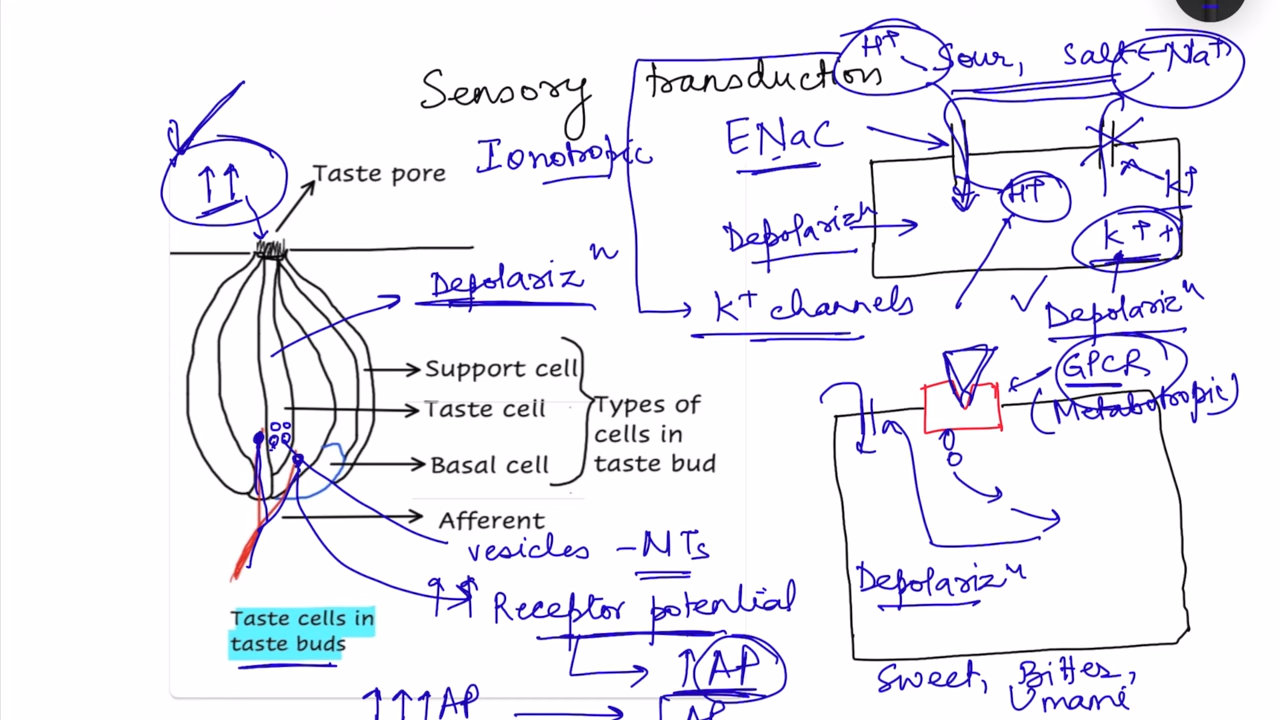 Sensory transduction
H↑
Sour, Salt ← Na+
Ionotropic
ENaC
↑↑
Taste pore
H↑
K↑
Depolarizn
K++
Depolarizn
K+ channels
Depolarizn
Support cell
Taste cell
Basal cell
Types of
cells in
taste bud
GPCR
(Metabotropic)
Afferent
vesicles - NTs
↑↑ Receptor potential
Depolarizn
Taste cells in
taste buds
↑ AP
Sweet, Bitter,
Umami
↑↑↑AP → AP